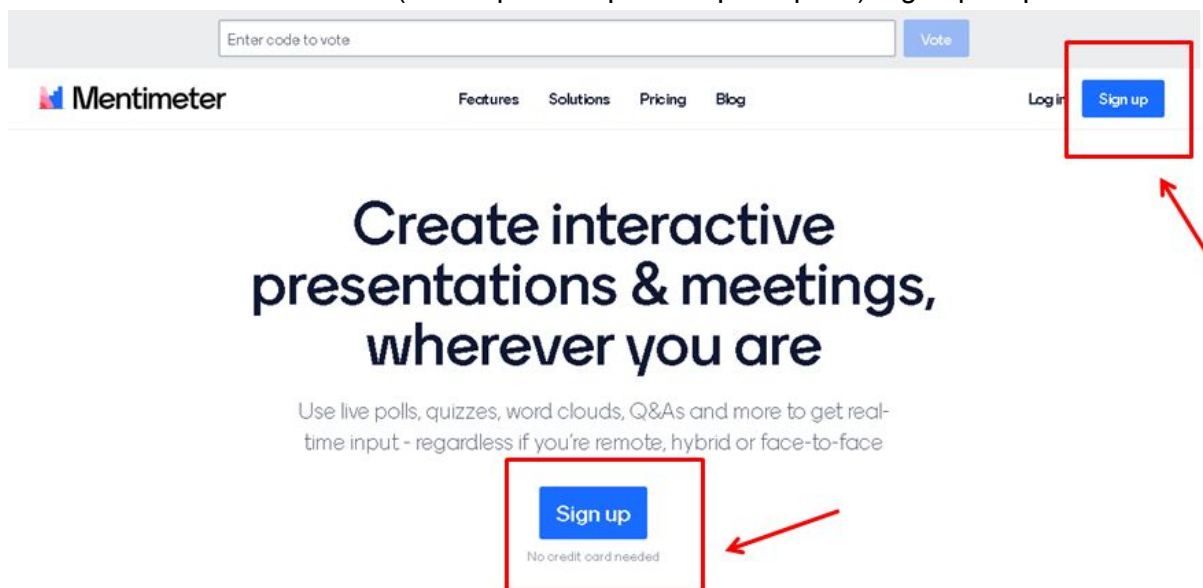 Enter code to vote Vote
Mentimeter Features Solutions Pricing Blog Log in Sign up
Create interactive
presentations & meetings,
wherever you are
Use live polls, quizzes, word clouds, Q&As and more to get real-
time input - regardless if you're remote, hybrid or face-to-face
Sign up
No credit card needed